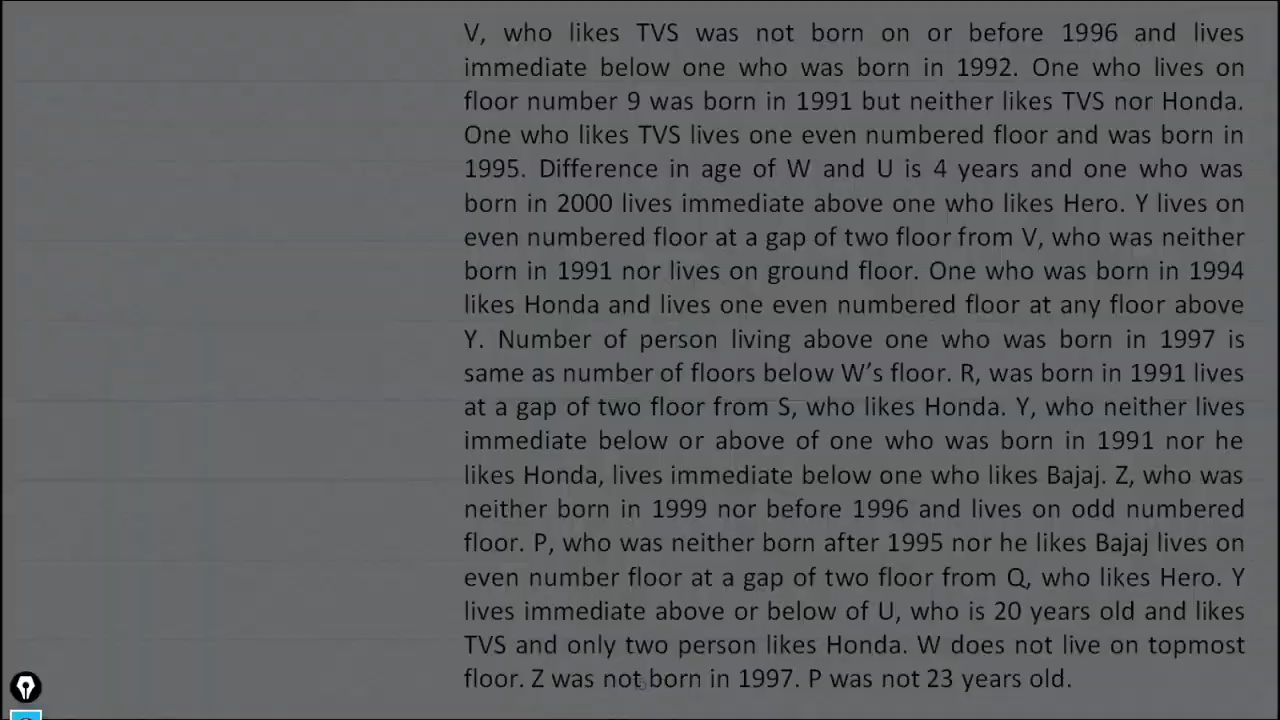 V, who likes TVS was not born on or before 1996 and lives
immediate below one who was born in 1992. One who lives on
floor number 9 was born in 1991 but neither likes TVS nor Honda.
One who likes TVS lives one even numbered floor and was born in
1995. Difference in age of W and U is 4 years and one who was
born in 2000 lives immediate above one who likes Hero. Y lives on
even numbered floor at a gap of two floor from V, who was neither
born in 1991 nor lives on ground floor. One who was born in 1994
likes Honda and lives one even numbered floor at any floor above
Y. Number of person living above one who was born in 1997 is
same as number of floors below W’s floor. R, was born in 1991 lives
at a gap of two floor from S, who likes Honda. Y, who neither lives
immediate below or above of one who was born in 1991 nor he
likes Honda, lives immediate below one who likes Bajaj. Z, who was
neither born in 1999 nor before 1996 and lives on odd numbered
floor. P, who was neither born after 1995 nor he likes Bajaj lives on
even number floor at a gap of two floor from Q, who likes Hero. Y
lives immediate above or below of U, who is 20 years old and likes
TVS and only two person likes Honda. W does not live on topmost
floor. Z was not born in 1997. P was not 23 years old.